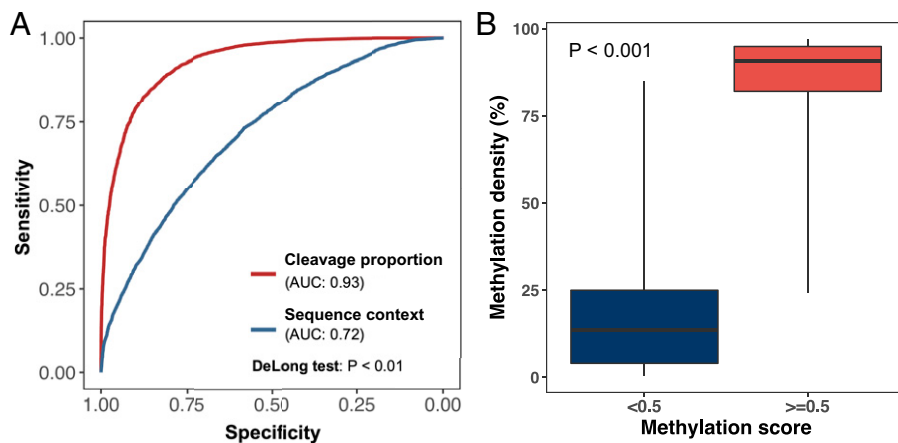 A
1.00
0.75
0.50
0.25
0.00
Sensitivity
Cleavage proportion
(AUC: 0.93)
Sequence context
(AUC: 0.72)
DeLong test: P < 0.01
1.00 0.75 0.50 0.25 0.00
Specificity
B
P < 0.001
100
75
50
25
0
Methylation density (%)
<0.5 >=0.5
Methylation score